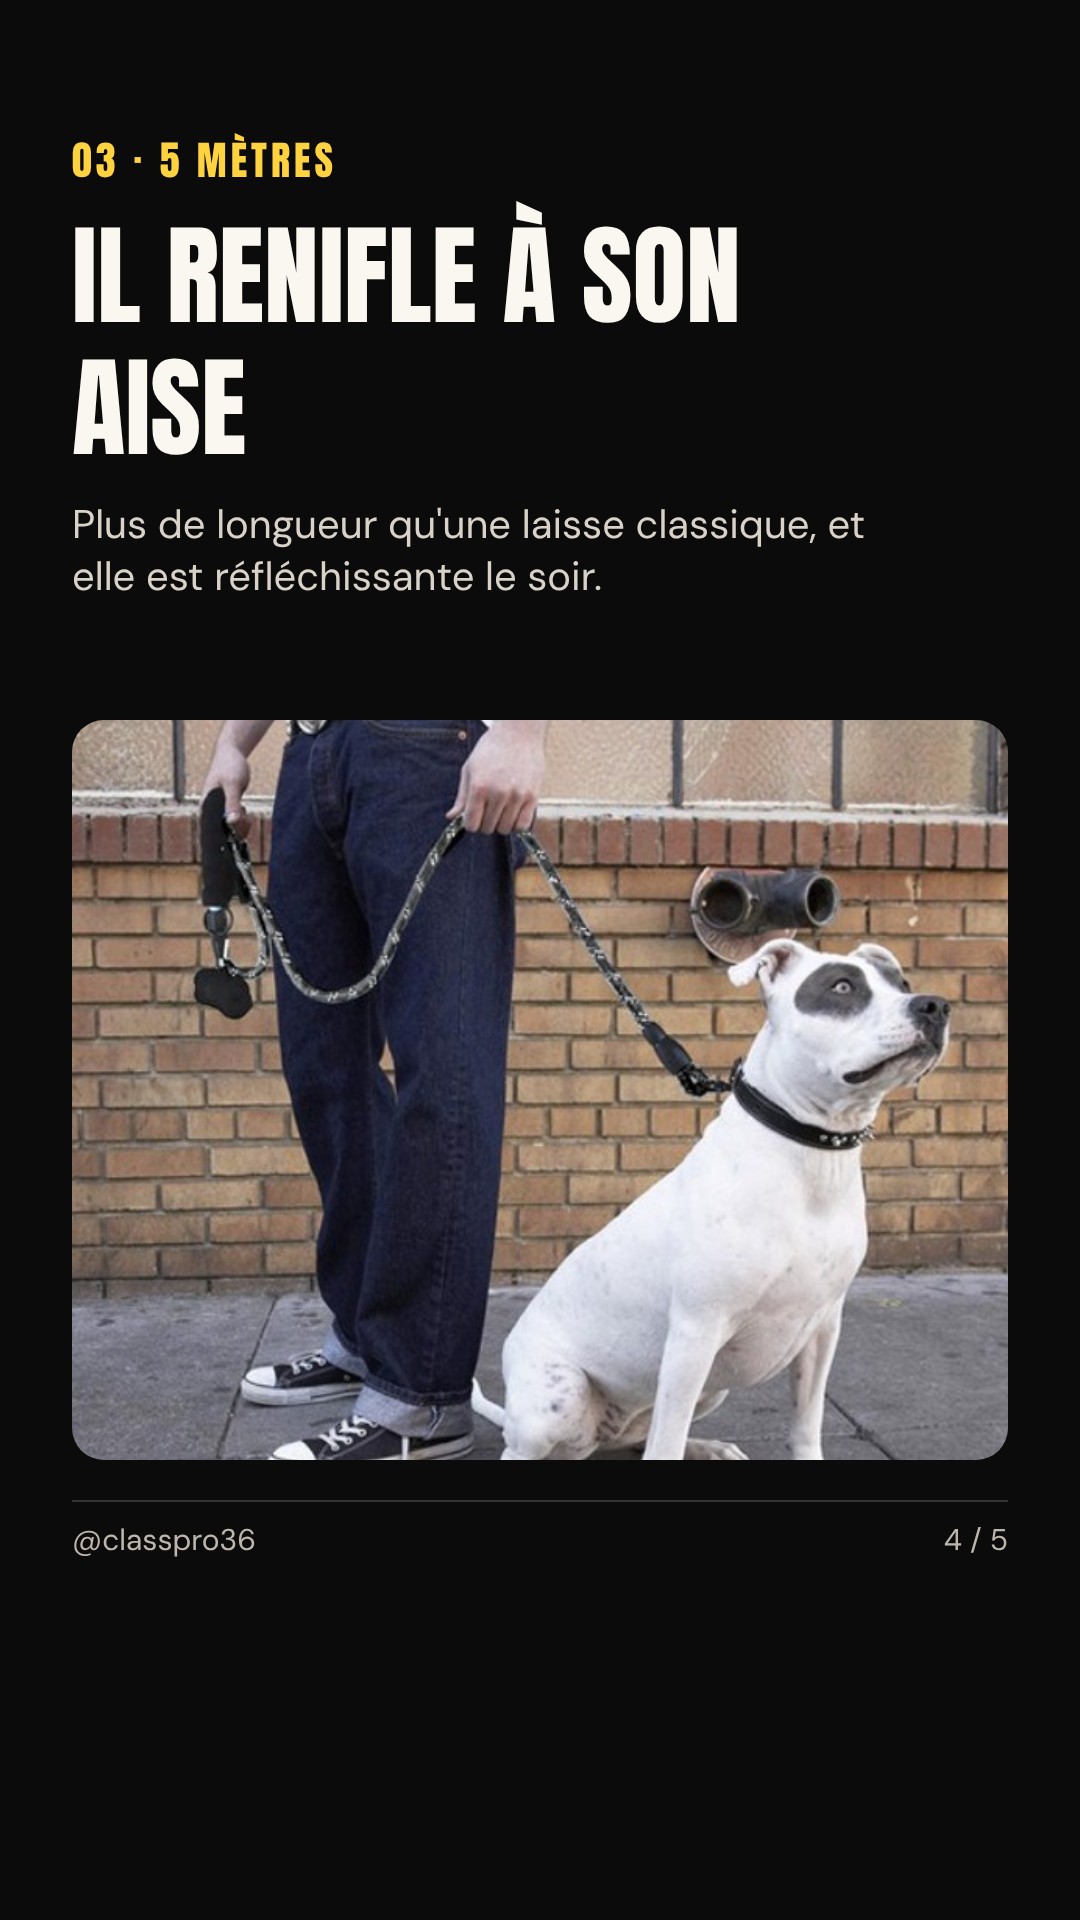 03 · 5 MÈTRES
IL RENIFLE À SON
AISE
Plus de longueur qu'une laisse classique, et
elle est réfléchissante le soir.
@classpro36
4 / 5